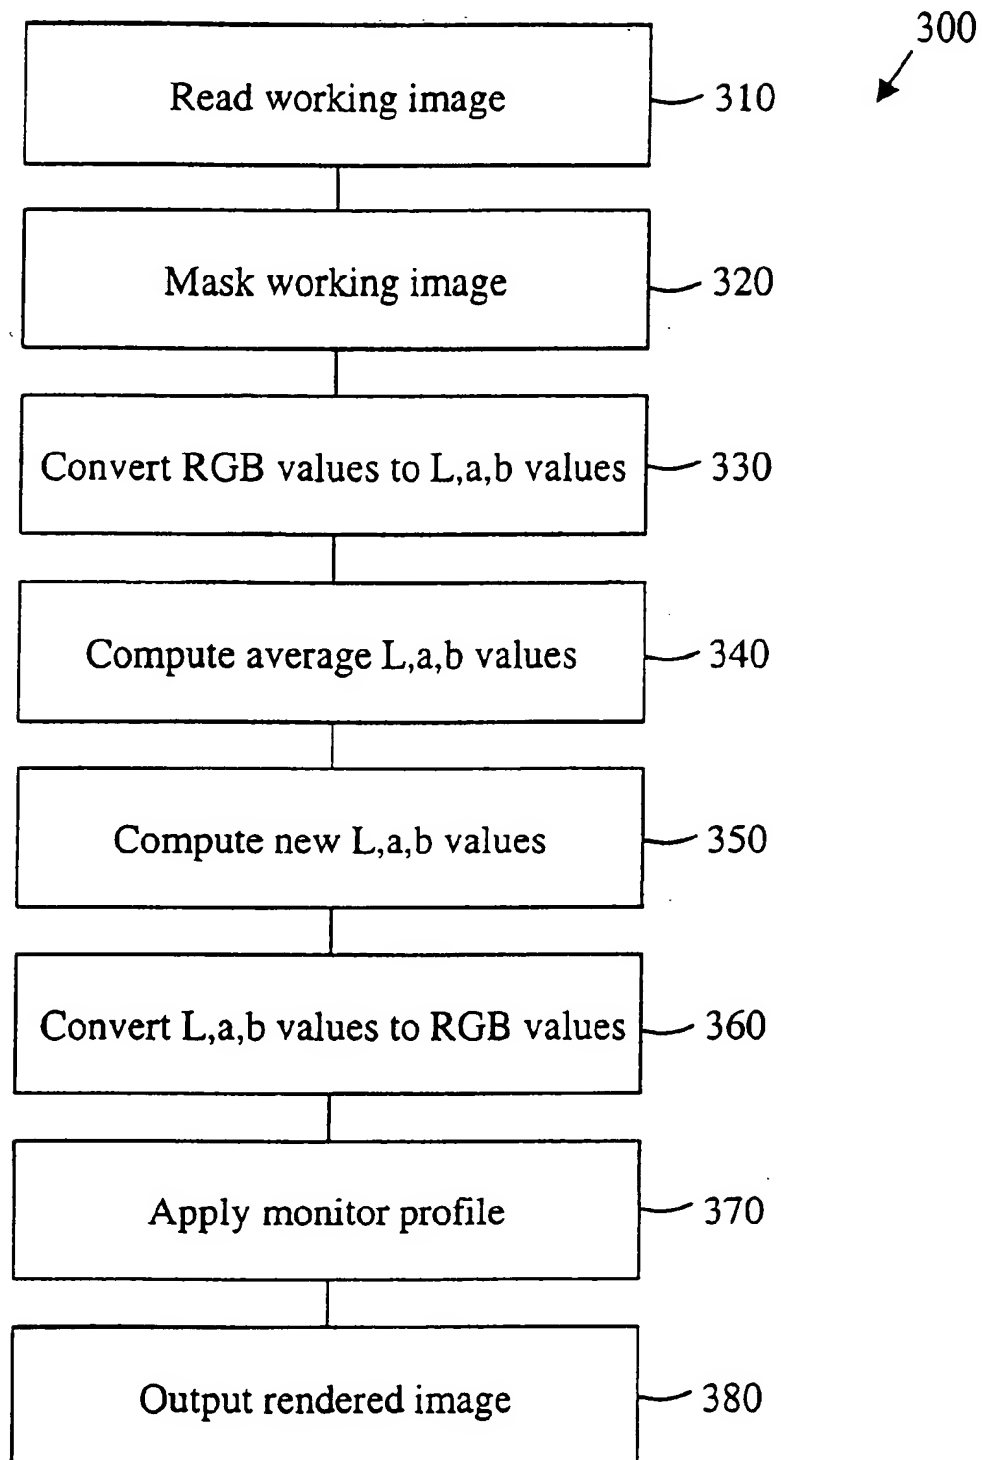 300
Read working image 310
Mask working image 320
Convert RGB values to L,a,b values 330
Compute average L,a,b values 340
Compute new L,a,b values 350
Convert L,a,b values to RGB values 360
Apply monitor profile 370
Output rendered image 380